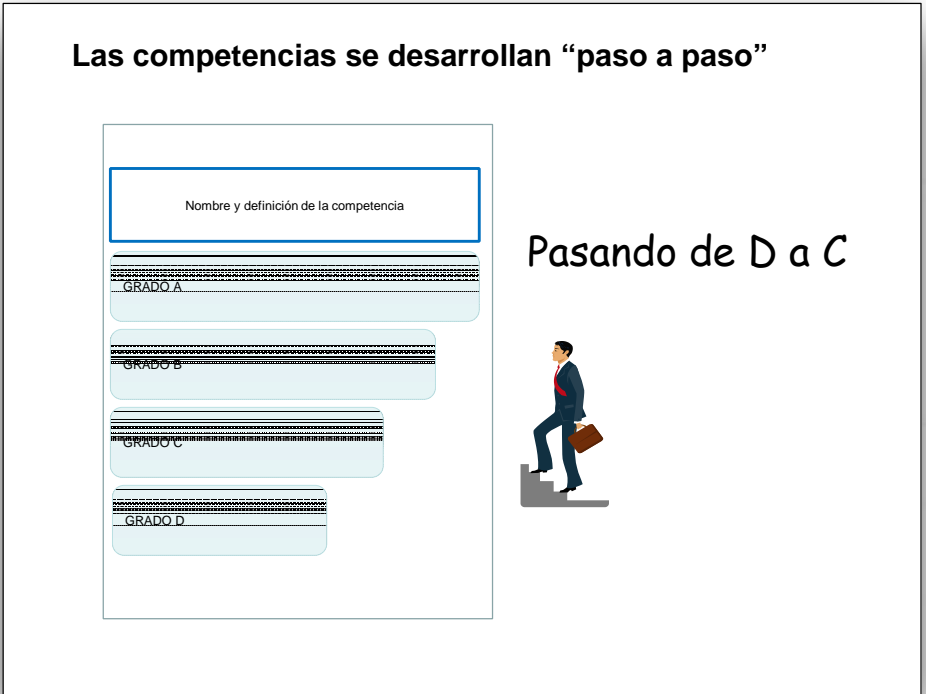 Las competencias se desarrollan “paso a paso”
Nombre y definición de la competencia
GRADO A
GRADO B
GRADO C
GRADO D
Pasando de D a C